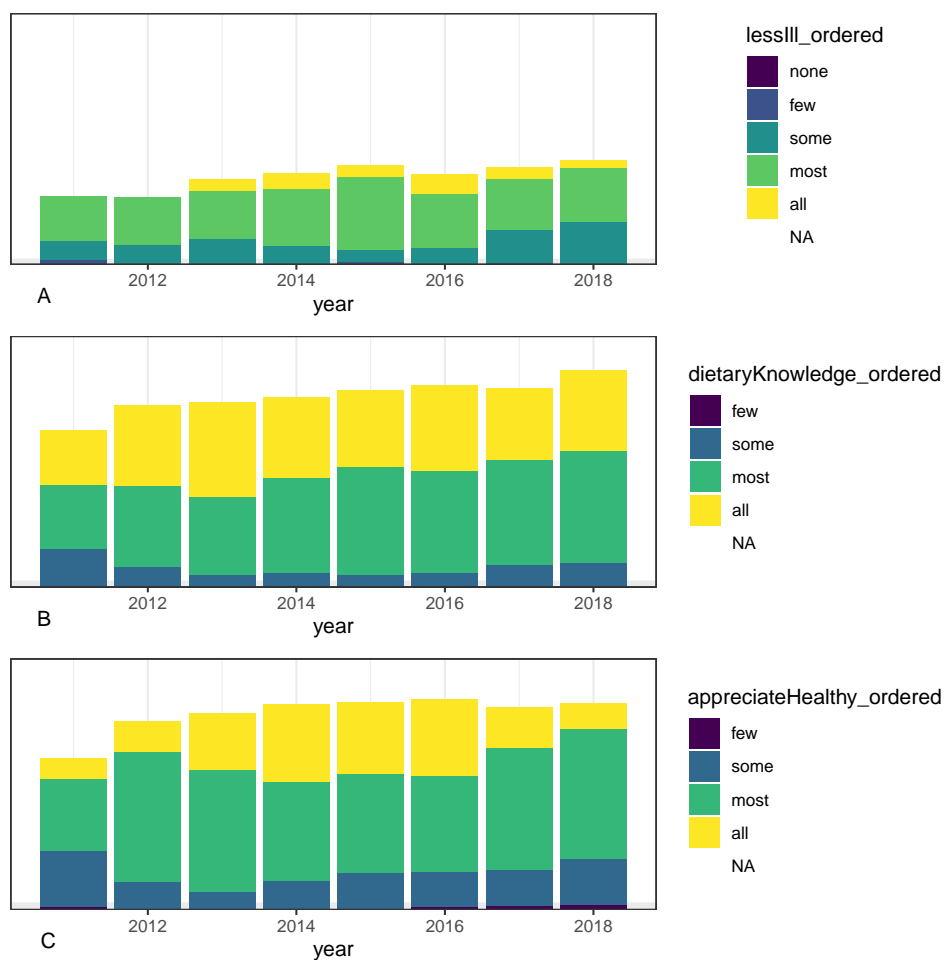 lessIll_ordered
none
few
some
most
all
NA
2012 2014 2016 2018
A
year
dietaryKnowledge_ordered
few
some
most
all
NA
2012 2014 2016 2018
B
year
appreciateHealthy_ordered
few
some
most
all
NA
2012 2014 2016 2018
C
year